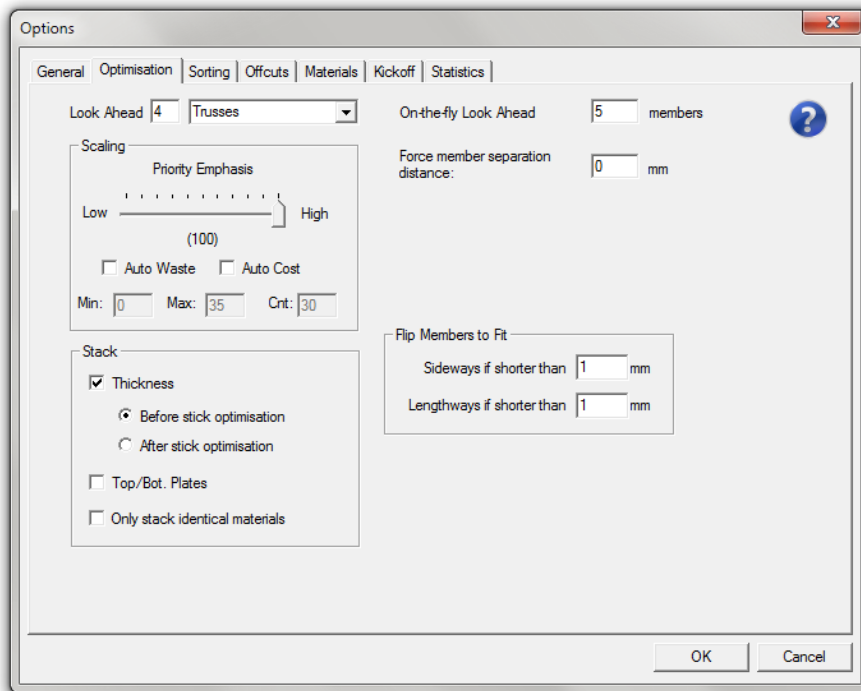 Options
General Optimisation Sorting Offcuts Materials Kickoff Statistics
Look Ahead 4 Trusses
On-the-fly Look Ahead 5 members
Force member separation
distance: 0 mm
Scaling
Priority Emphasis
Low High
(100)
Auto Waste Auto Cost
Min: 0 Max: 35 Cnt: 30
Flip Members to Fit
Sideways if shorter than 1 mm
Lengthways if shorter than 1 mm
Stack
Thickness
Before stick optimisation
After stick optimisation
Top/Bot. Plates
Only stack identical materials
OK Cancel